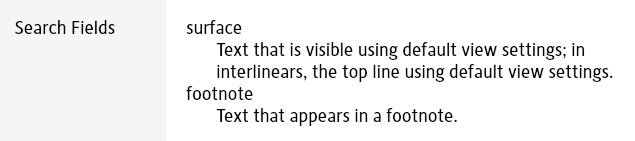 Search Fields
surface
Text that is visible using default view settings; in
interlinears, the top line using default view settings.
footnote
Text that appears in a footnote.